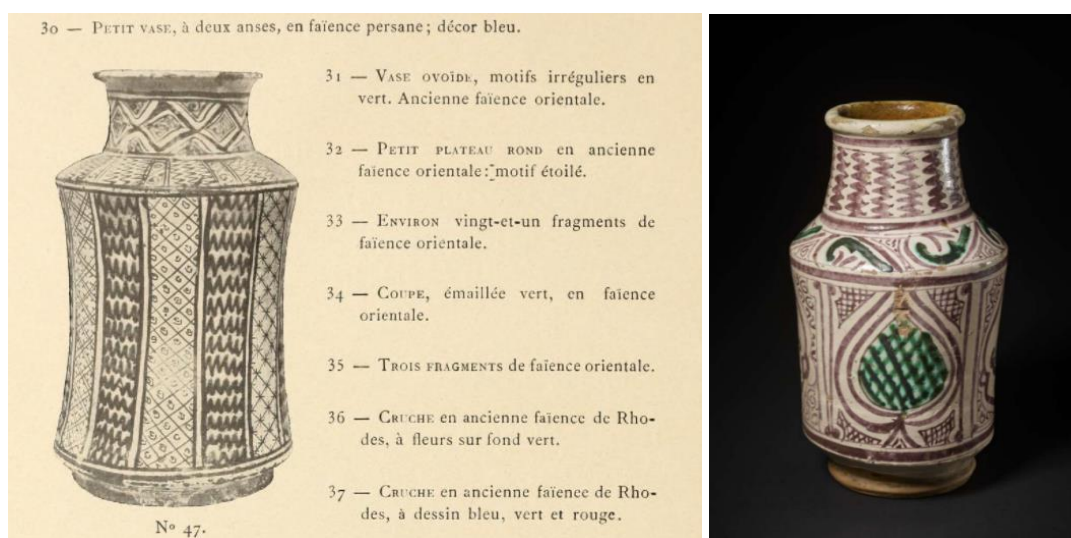 30 — PETIT VASE, à deux anses, en faïence persane ; décor bleu.
31 — VASE OVOÏDE, motifs irréguliers en
vert. Ancienne faïence orientale.
32 — PETIT PLATEAU ROND en ancienne
faïence orientale : motif étoilé.
33 — ENVIRON vingt-et-un fragments de
faïence orientale.
34 — COUPE, émaillée vert, en faïence
orientale.
35 — TROIS FRAGMENTS de faïence orientale.
36 — CRUCHE en ancienne faïence de Rho-
des, à fleurs sur fond vert.
37 — CRUCHE en ancienne faïence de Rho-
des, à dessin bleu, vert et rouge.
Nº 47.